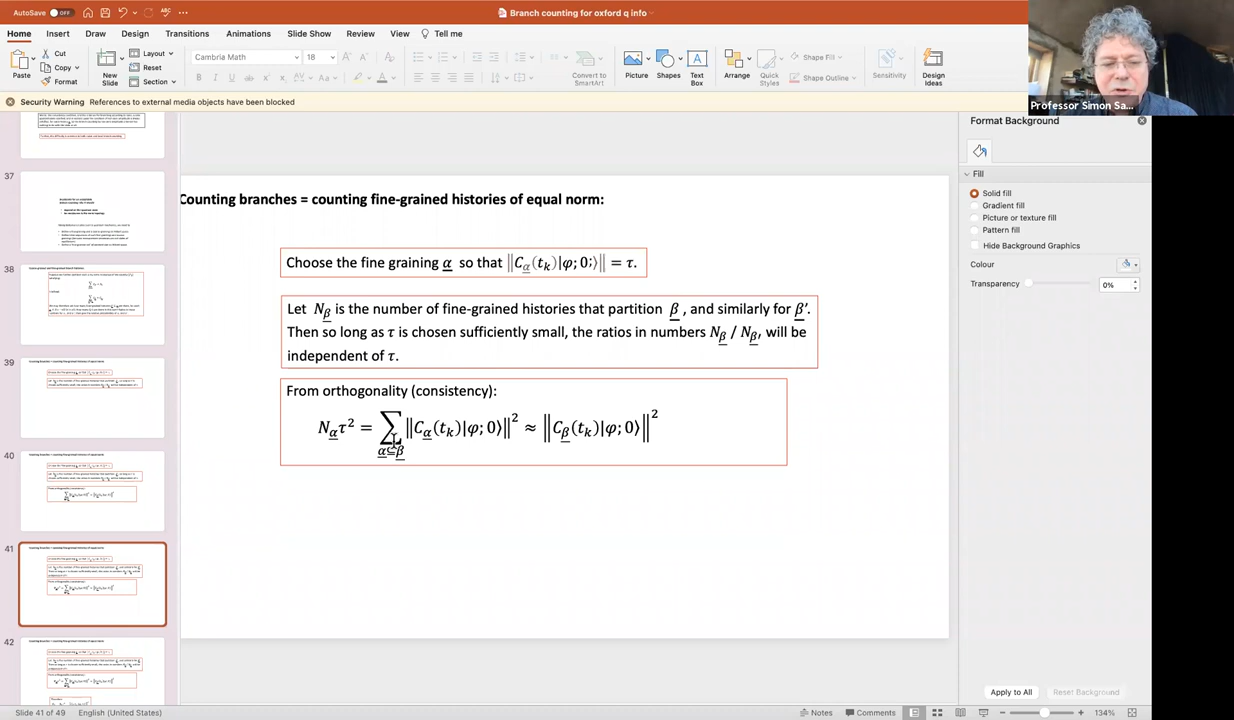 AutoSave OFF
Branch counting for oxford q info
Home Insert Draw Design Transitions Animations Slide Show Review View Tell me
Paste
Cut
Copy
Format
New Slide
Layout
Reset
Section
Cambria Math
18
Convert to SmartArt
Picture
Shapes
Text Box
Arrange
Quick Styles
Shape Fill
Shape Outline
Sensitivity
Design Ideas
Professor Simon Sa...
Security Warning References to external media objects have been blocked
37
38
39
40
41
42
Counting branches = counting fine-grained histories of equal norm:
Choose the fine graining α so that ‖C_α(t_k)|φ; 0;⟩‖ = τ.
Let N_β is the number of fine-grained histories that partition β , and similarly for β'.
Then so long as τ is chosen sufficiently small, the ratios in numbers N_β / N_β, will be
independent of τ.
From orthogonality (consistency):
N_α τ² = ∑_{α⊆β} ‖C_α(t_k)|φ; 0⟩‖² ≈ ‖C_β(t_k)|φ; 0⟩‖²
Format Background
Fill
Solid fill
Gradient fill
Picture or texture fill
Pattern fill
Hide Background Graphics
Colour
Transparency
0%
Apply to All
Reset Background
Slide 41 of 49
English (United States)
Notes
Comments
134%